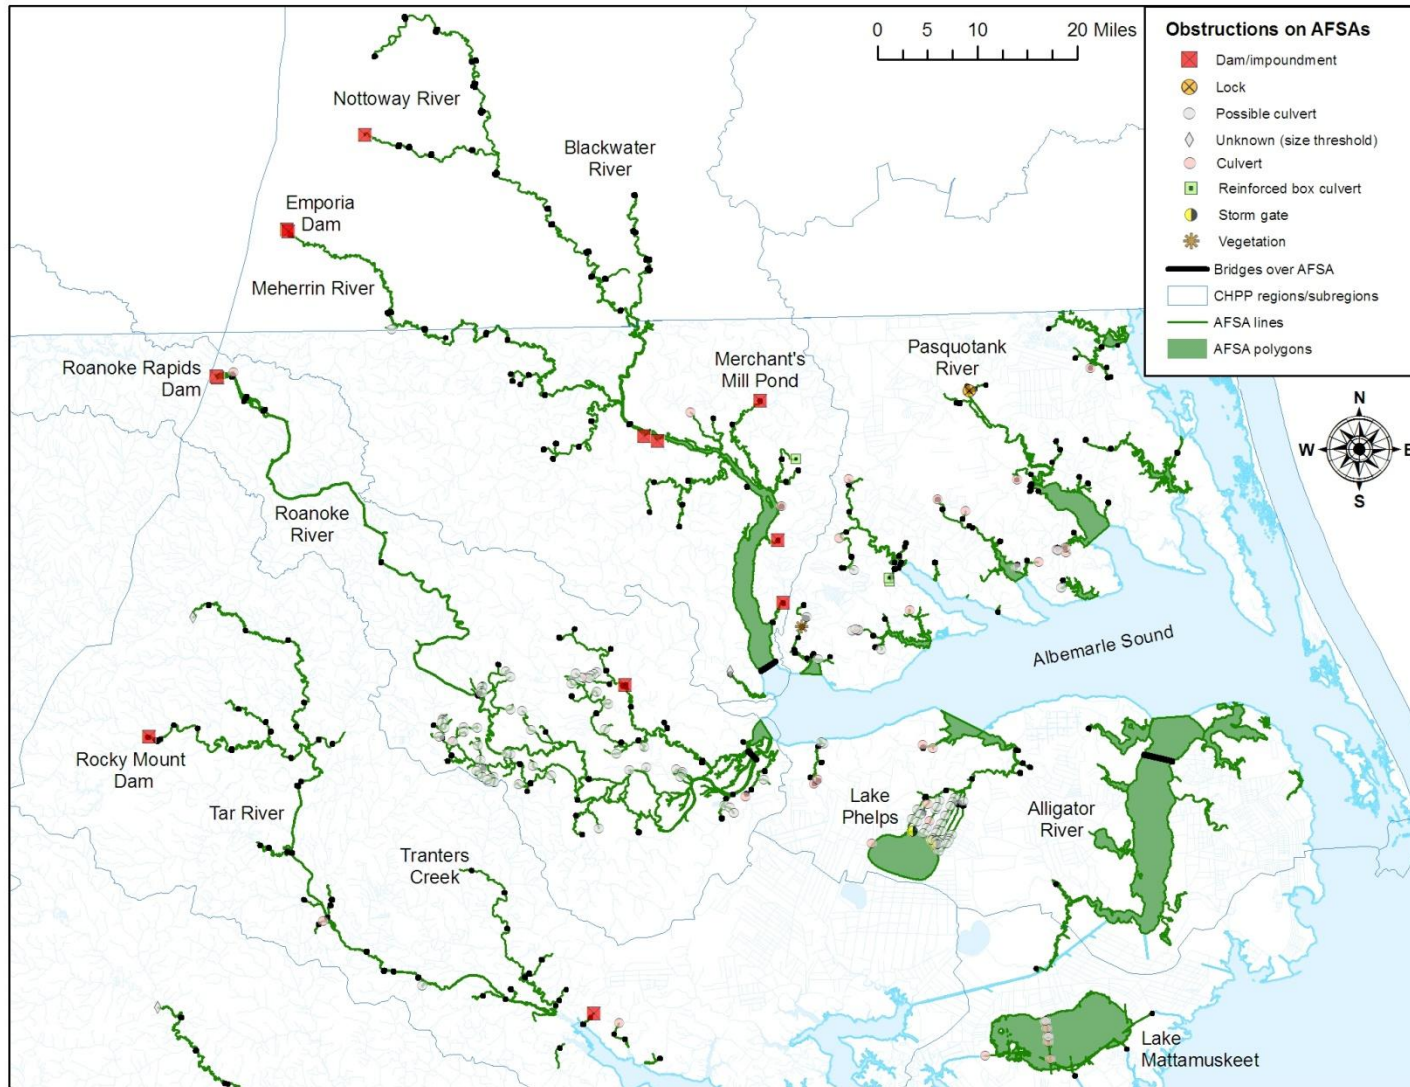 0 5 10 20 Miles
Obstructions on AFSAs
Dam/impoundment
Lock
Possible culvert
Unknown (size threshold)
Culvert
Reinforced box culvert
Storm gate
Vegetation
Bridges over AFSA
CHPP regions/subregions
AFSA lines
AFSA polygons
N
W E
S
Nottoway River
Blackwater
River
Emporia
Dam
Meherrin River
Roanoke Rapids
Dam
Merchant's
Mill Pond
Pasquotank
River
Roanoke
River
Albemarle Sound
Rocky Mount
Dam
Tar River
Tranters
Creek
Lake
Phelps
Alligator
River
Lake
Mattamuskeet